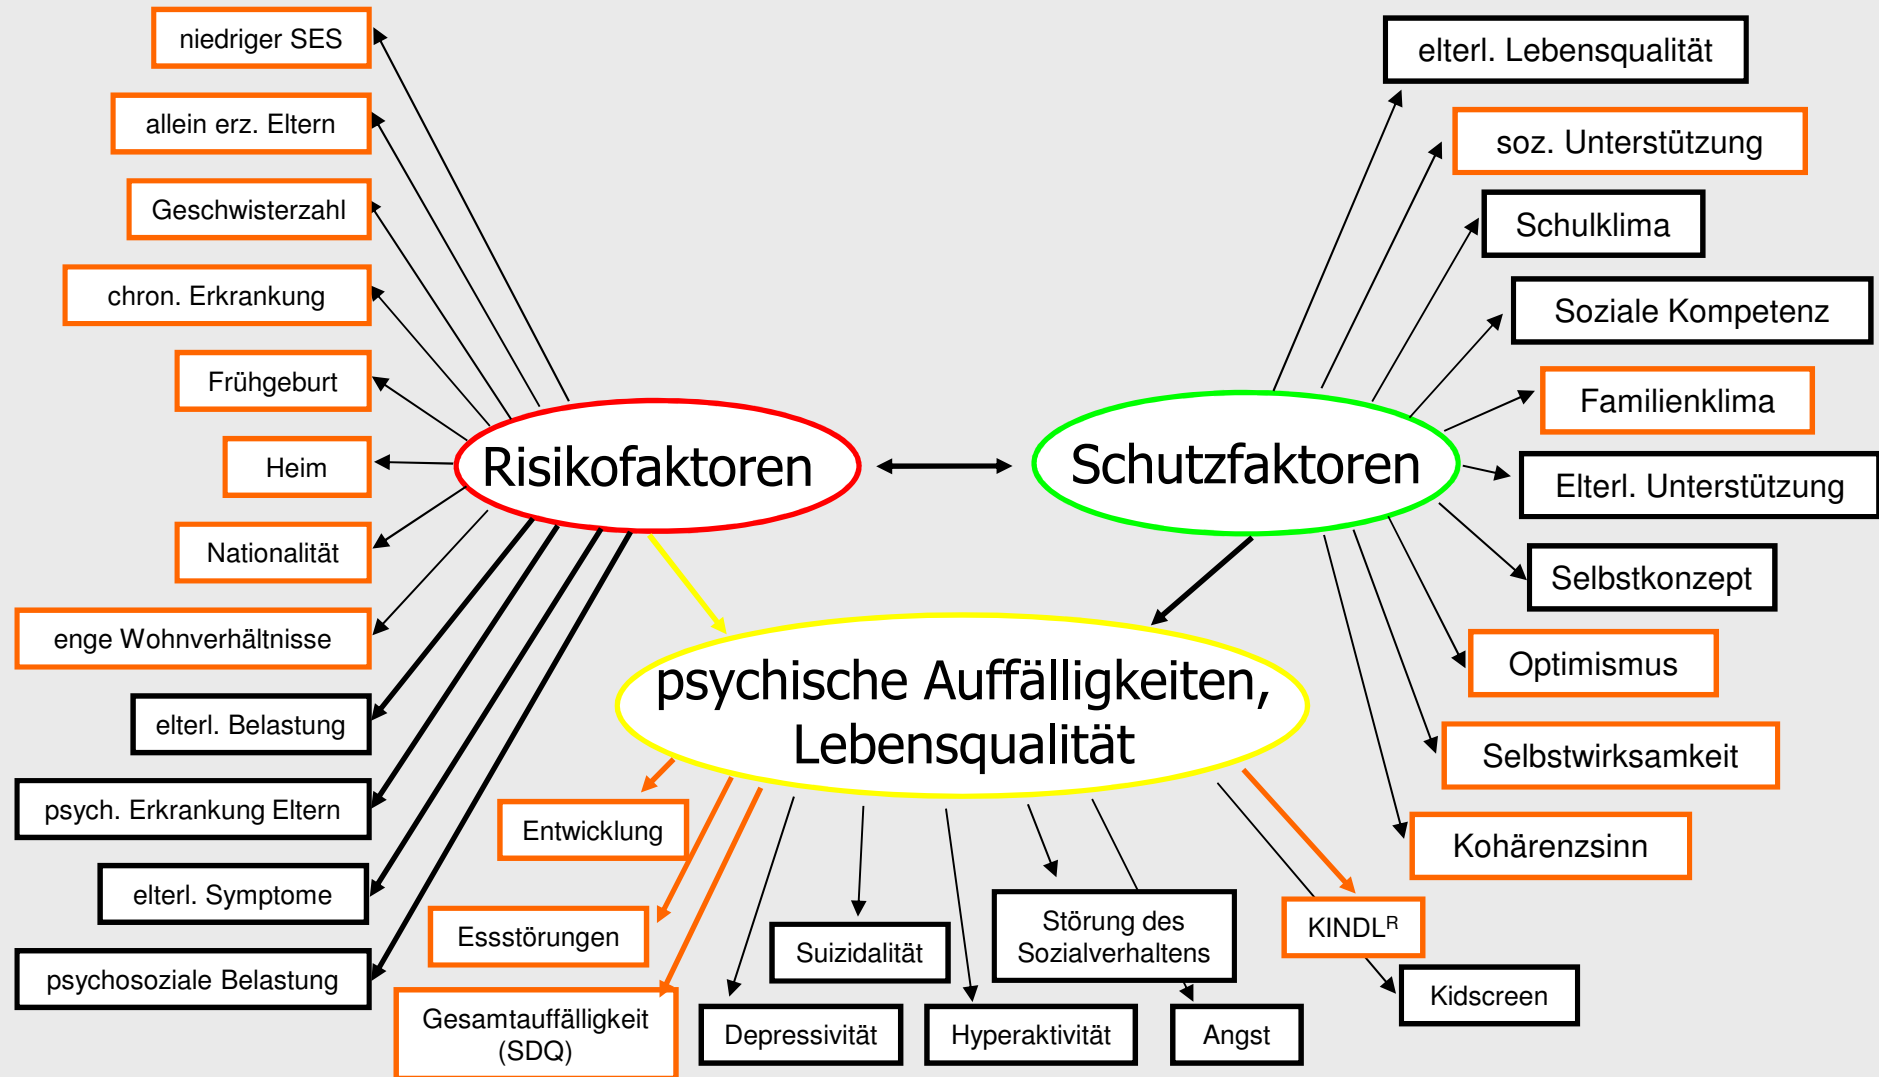 niedriger SES
allein erz. Eltern
Geschwisterzahl
chron. Erkrankung
Frühgeburt
Heim
Nationalität
enge Wohnverhältnisse
elterl. Belastung
psych. Erkrankung Eltern
elterl. Symptome
psychosoziale Belastung
Risikofaktoren
Schutzfaktoren
elterl. Lebensqualität
soz. Unterstützung
Schulklima
Soziale Kompetenz
Familienklima
Elterl. Unterstützung
Selbstkonzept
Optimismus
Selbstwirksamkeit
Kohärenzsinn
psychische Auffälligkeiten,
Lebensqualität
Entwicklung
Essstörungen
Gesamtauffälligkeit
(SDQ)
Depressivität
Suizidalität
Hyperaktivität
Störung des
Sozialverhaltens
Angst
KINDLᴿ
Kidscreen